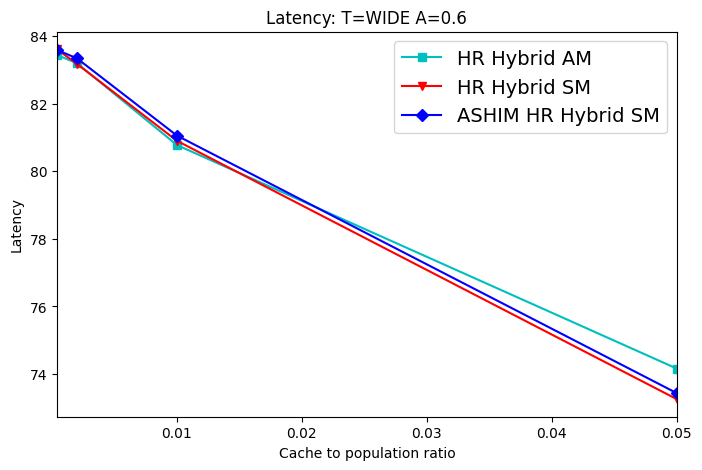 Latency: T=WIDE A=0.6
84
82
80
78
76
74
Latency
HR Hybrid AM
HR Hybrid SM
ASHIM HR Hybrid SM
0.01
0.02
0.03
0.04
0.05
Cache to population ratio